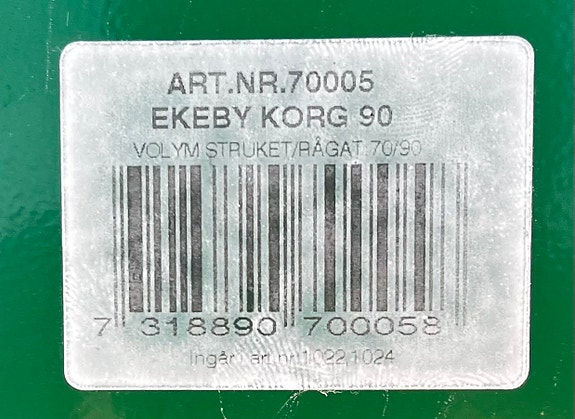 ART.NR.70005
EKEBY KORG 90
VOLYM STRUKET/RÅGAT 70/90
7 318890 700058
Ingår i art nr 1022,1024